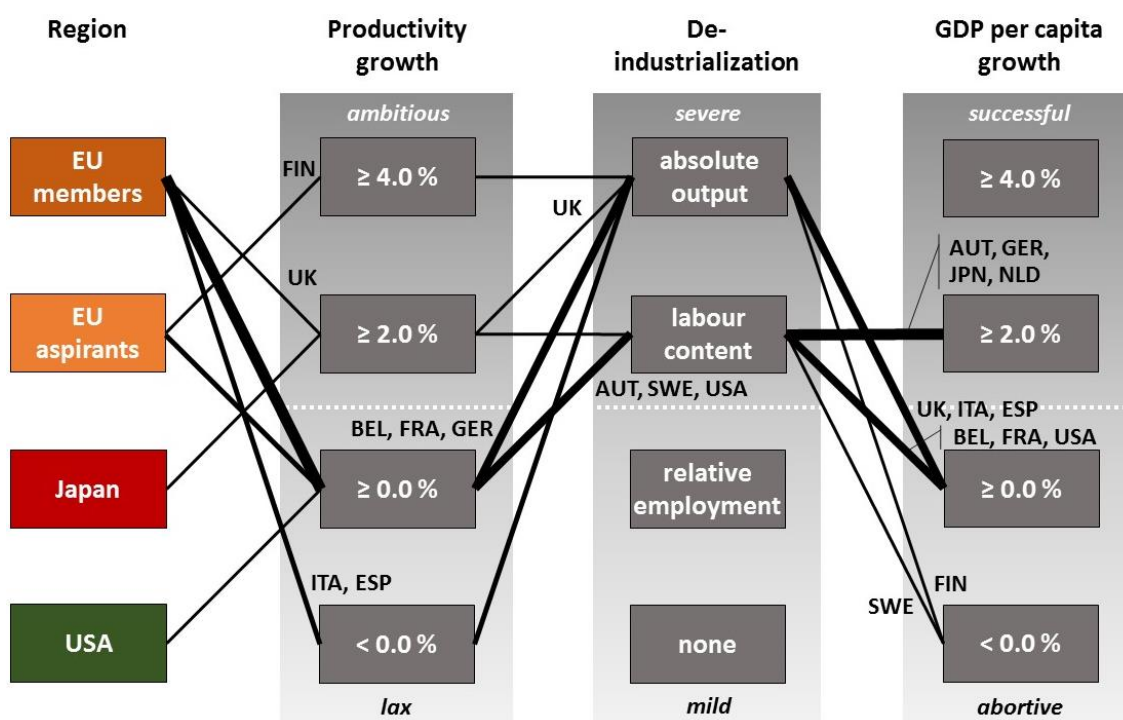 Region
Productivity
growth
De-
industrialization
GDP per capita
growth
ambitious
severe
successful
EU
members
FIN
≥ 4.0 %
UK
absolute
output
≥ 4.0 %
AUT, GER,
JPN, NLD
EU
aspirants
UK
≥ 2.0 %
labour
content
≥ 2.0 %
AUT, SWE, USA
BEL, FRA, GER
UK, ITA, ESP
BEL, FRA, USA
Japan
≥ 0.0 %
relative
employment
≥ 0.0 %
ITA, ESP
FIN
SWE
USA
< 0.0 %
none
< 0.0 %
lax
mild
abortive